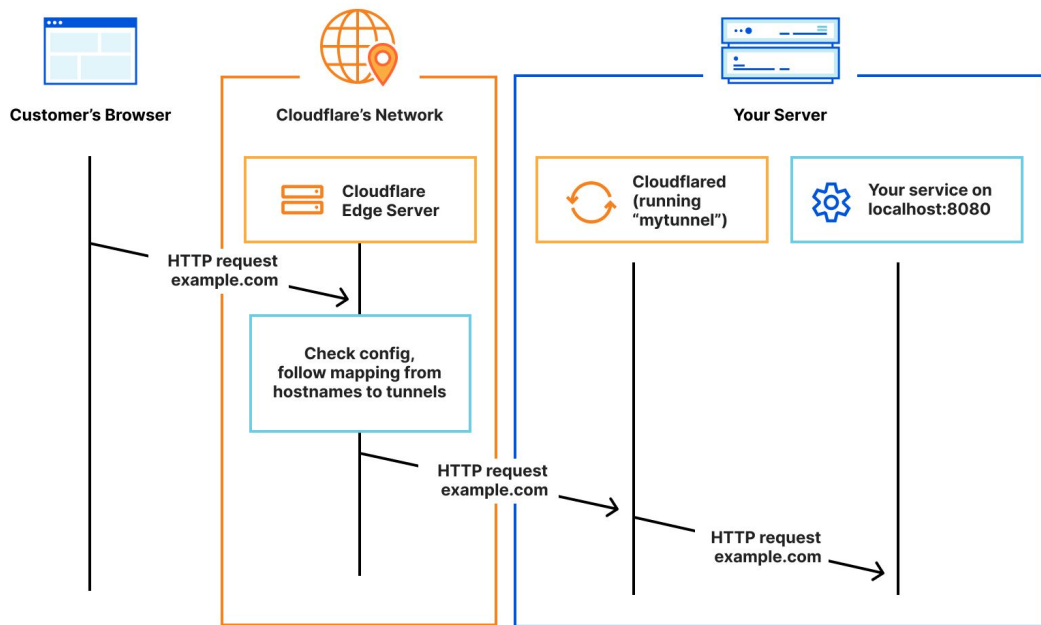 Customer's Browser
Cloudflare's Network
Your Server
Cloudflare
Edge Server
Cloudflared
(running
“mytunnel”)
Your service on
localhost:8080
HTTP request
example.com
Check config,
follow mapping from
hostnames to tunnels
HTTP request
example.com
HTTP request
example.com